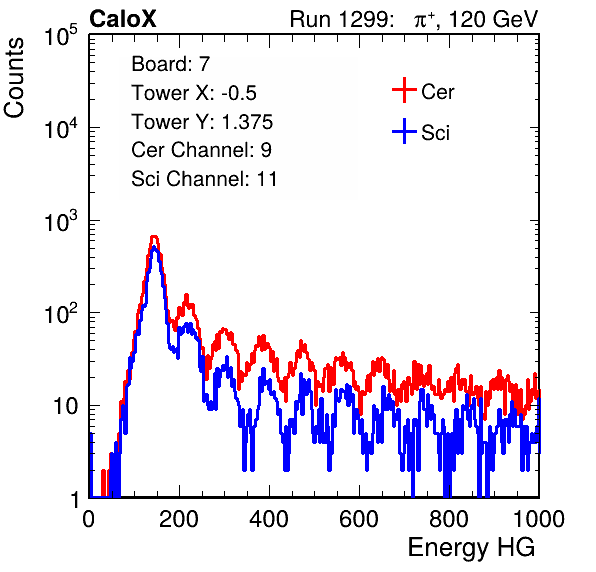 CaloX Run 1299: π⁺, 120 GeV
Counts
10⁵
10⁴
10³
10²
10
1
Board: 7
Tower X: -0.5
Tower Y: 1.375
Cer Channel: 9
Sci Channel: 11
Cer
Sci
0 200 400 600 800 1000
Energy HG